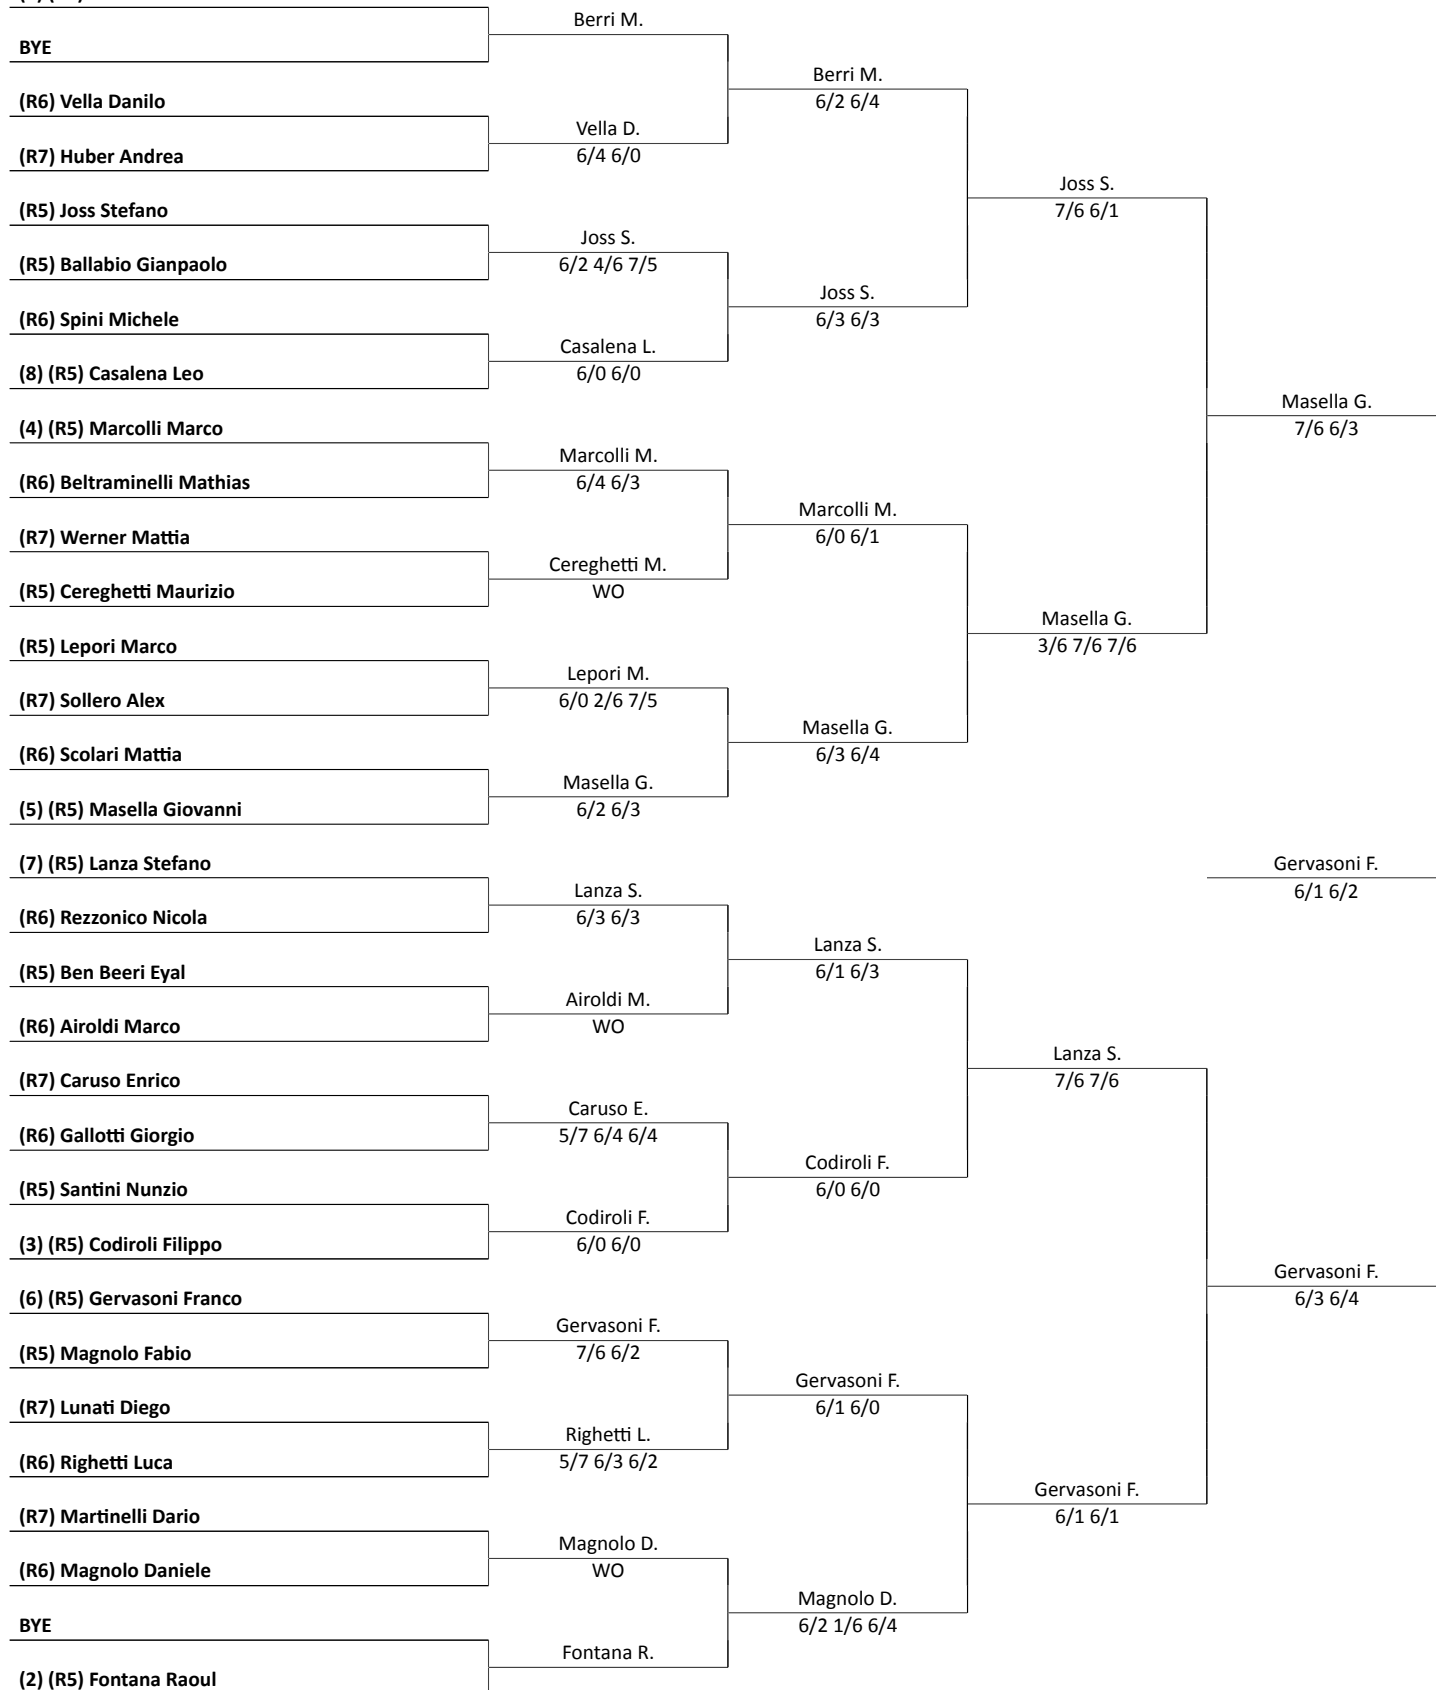 Berri M.
BYE
Berri M.
(R6) Vella Danilo
6/2 6/4
Vella D.
(R7) Huber Andrea
6/4 6/0
Joss S.
(R5) Joss Stefano
7/6 6/1
Joss S.
(R5) Ballabio Gianpaolo
6/2 4/6 7/5
Joss S.
(R6) Spini Michele
6/3 6/3
Casalena L.
(8) (R5) Casalena Leo
6/0 6/0
Masella G.
(4) (R5) Marcolli Marco
7/6 6/3
Marcolli M.
(R6) Beltraminelli Mathias
6/4 6/3
Marcolli M.
(R7) Werner Mattia
6/0 6/1
Cereghetti M.
(R5) Cereghetti Maurizio
WO
Masella G.
(R5) Lepori Marco
3/6 7/6 7/6
Lepori M.
(R7) Sollero Alex
6/0 2/6 7/5
Masella G.
(R6) Scolari Mattia
6/3 6/4
Masella G.
(5) (R5) Masella Giovanni
6/2 6/3
(7) (R5) Lanza Stefano
Gervasoni F.
6/1 6/2
Lanza S.
(R6) Rezzonico Nicola
6/3 6/3
Lanza S.
(R5) Ben Beeri Eyal
6/1 6/3
Airoldi M.
(R6) Airoldi Marco
WO
Lanza S.
(R7) Caruso Enrico
7/6 7/6
Caruso E.
(R6) Gallotti Giorgio
5/7 6/4 6/4
Codiroli F.
(R5) Santini Nunzio
6/0 6/0
Codiroli F.
(3) (R5) Codiroli Filippo
6/0 6/0
Gervasoni F.
(6) (R5) Gervasoni Franco
6/3 6/4
Gervasoni F.
(R5) Magnolo Fabio
7/6 6/2
Gervasoni F.
(R7) Lunati Diego
6/1 6/0
Righetti L.
(R6) Righetti Luca
5/7 6/3 6/2
Gervasoni F.
(R7) Martinelli Dario
6/1 6/1
Magnolo D.
(R6) Magnolo Daniele
WO
Magnolo D.
BYE
6/2 1/6 6/4
Fontana R.
(2) (R5) Fontana Raoul